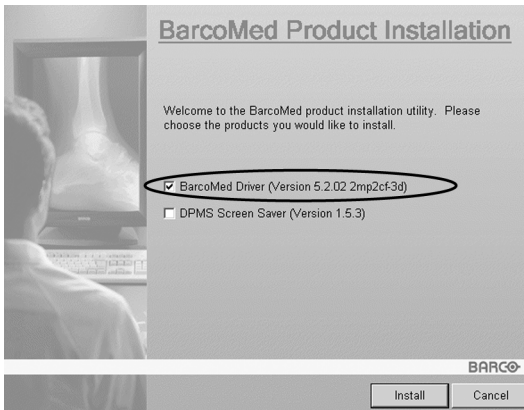 BarcoMed Product Installation
Welcome to the BarcoMed product installation utility. Please
choose the products you would like to install.
BarcoMed Driver (Version 5.2.02 2mp2cf-3d)
DPMS Screen Saver (Version 1.5.3)
BARCO
Install
Cancel